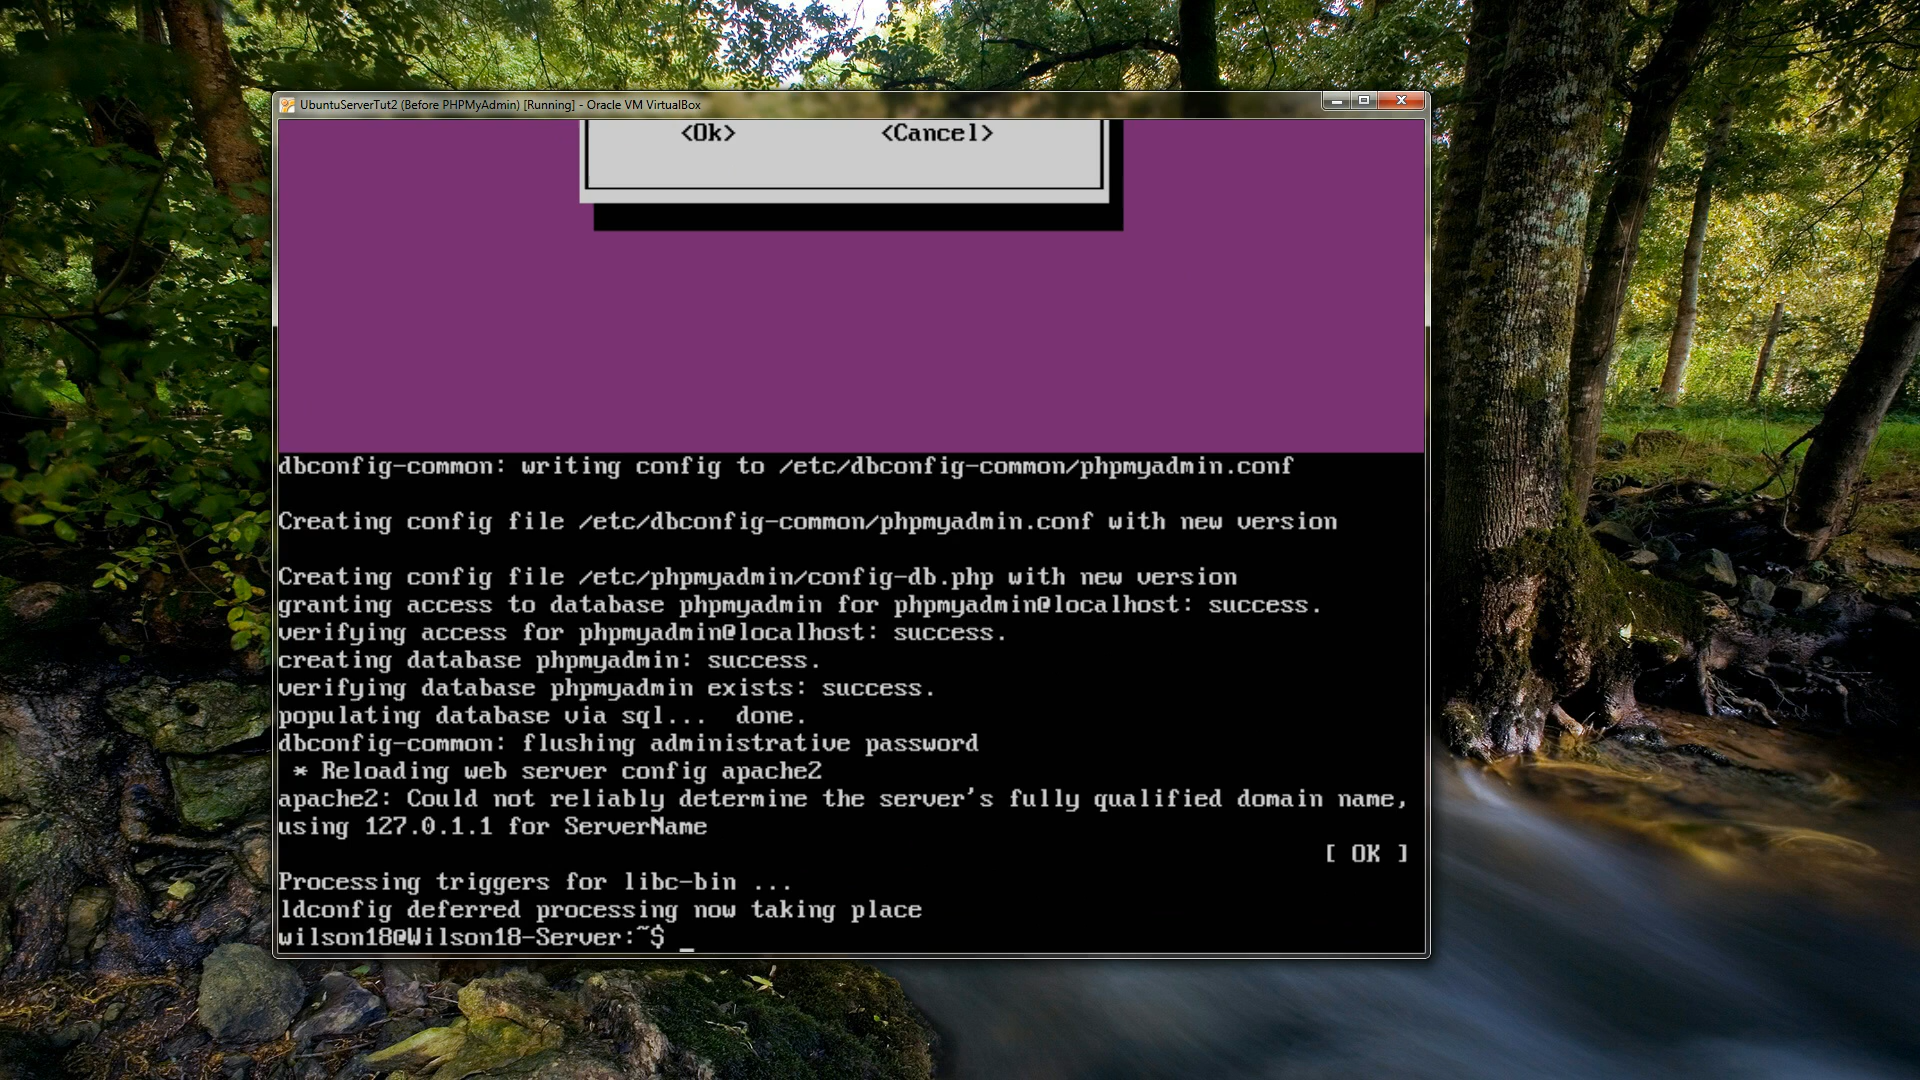 UbuntuServerTut2 (Before PHPMyAdmin) [Running] - Oracle VM VirtualBox
<Ok> <Cancel>
dbconfig-common: writing config to /etc/dbconfig-common/phpmyadmin.conf
Creating config file /etc/dbconfig-common/phpmyadmin.conf with new version
Creating config file /etc/phpmyadmin/config-db.php with new version
granting access to database phpmyadmin for phpmyadmin@localhost: success.
verifying access for phpmyadmin@localhost: success.
creating database phpmyadmin: success.
verifying database phpmyadmin exists: success.
populating database via sql...  done.
dbconfig-common: flushing administrative password
 * Reloading web server config apache2
apache2: Could not reliably determine the server's fully qualified domain name,
using 127.0.1.1 for ServerName
[ OK ]
Processing triggers for libc-bin ...
ldconfig deferred processing now taking place
wilson18@Wilson18-Server:~$ _